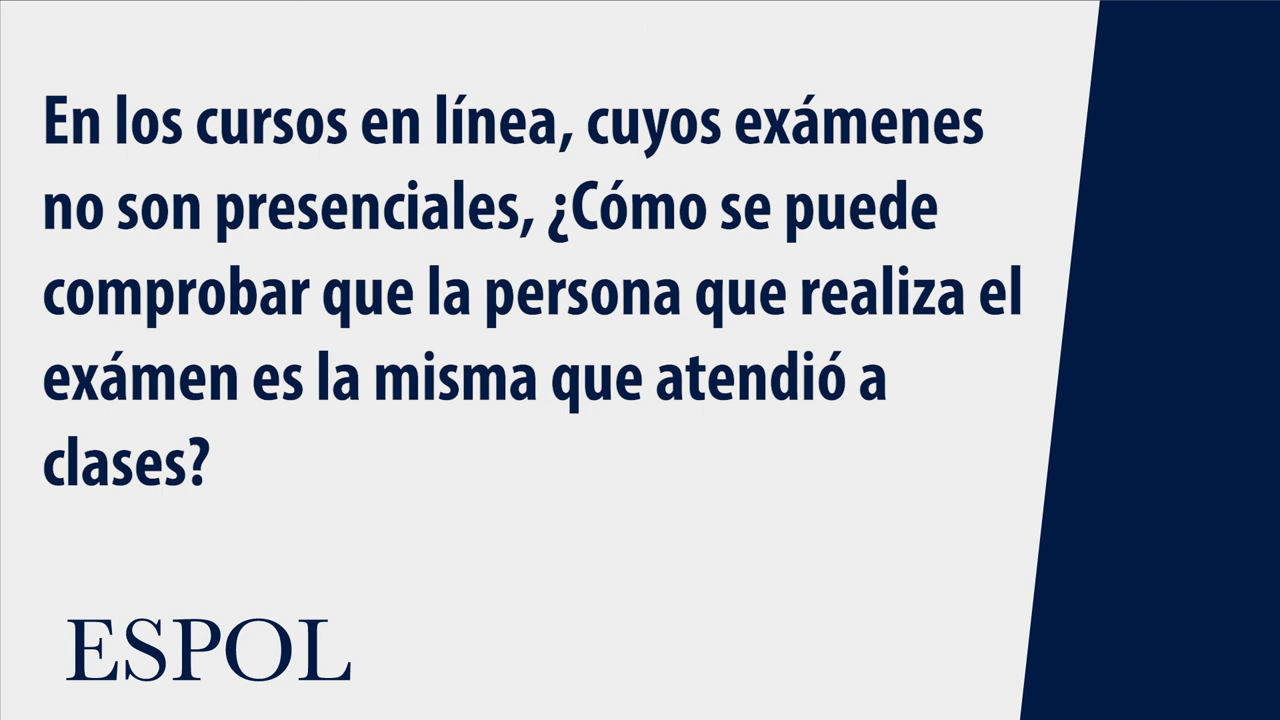 En los cursos en línea, cuyos exámenes
no son presenciales, ¿Cómo se puede
comprobar que la persona que realiza el
exámen es la misma que atendió a
clases?
ESPOL